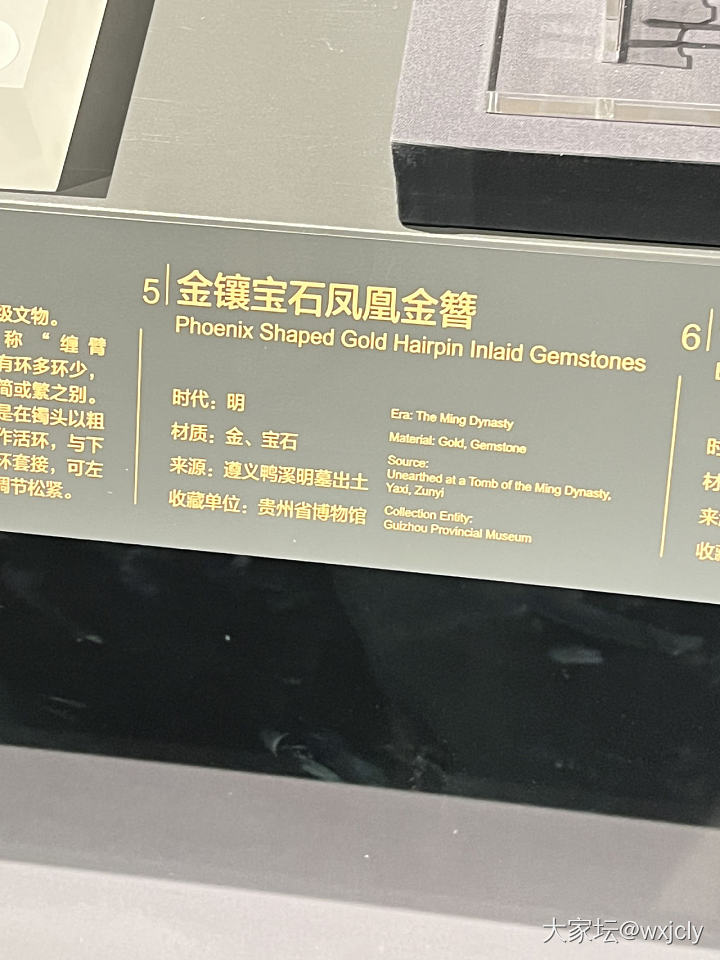 级文物。
称"缠臂
有环多环少，
简或繁之别。
是在镯头以粗
作活环，与下
环套接，可左
调节松紧。
5
金镶宝石凤凰金簪
Phoenix Shaped Gold Hairpin Inlaid Gemstones
时代：明
材质：金、宝石
来源：遵义鸭溪明墓出土
收藏单位：贵州省博物馆
Era: The Ming Dynasty
Material: Gold, Gemstone
Source:
Unearthed at a Tomb of the Ming Dynasty,
Yaxi, Zunyi
Collection Entity:
Guizhou Provincial Museum
6
时
材
来
收藏
大家坛@wxjcly